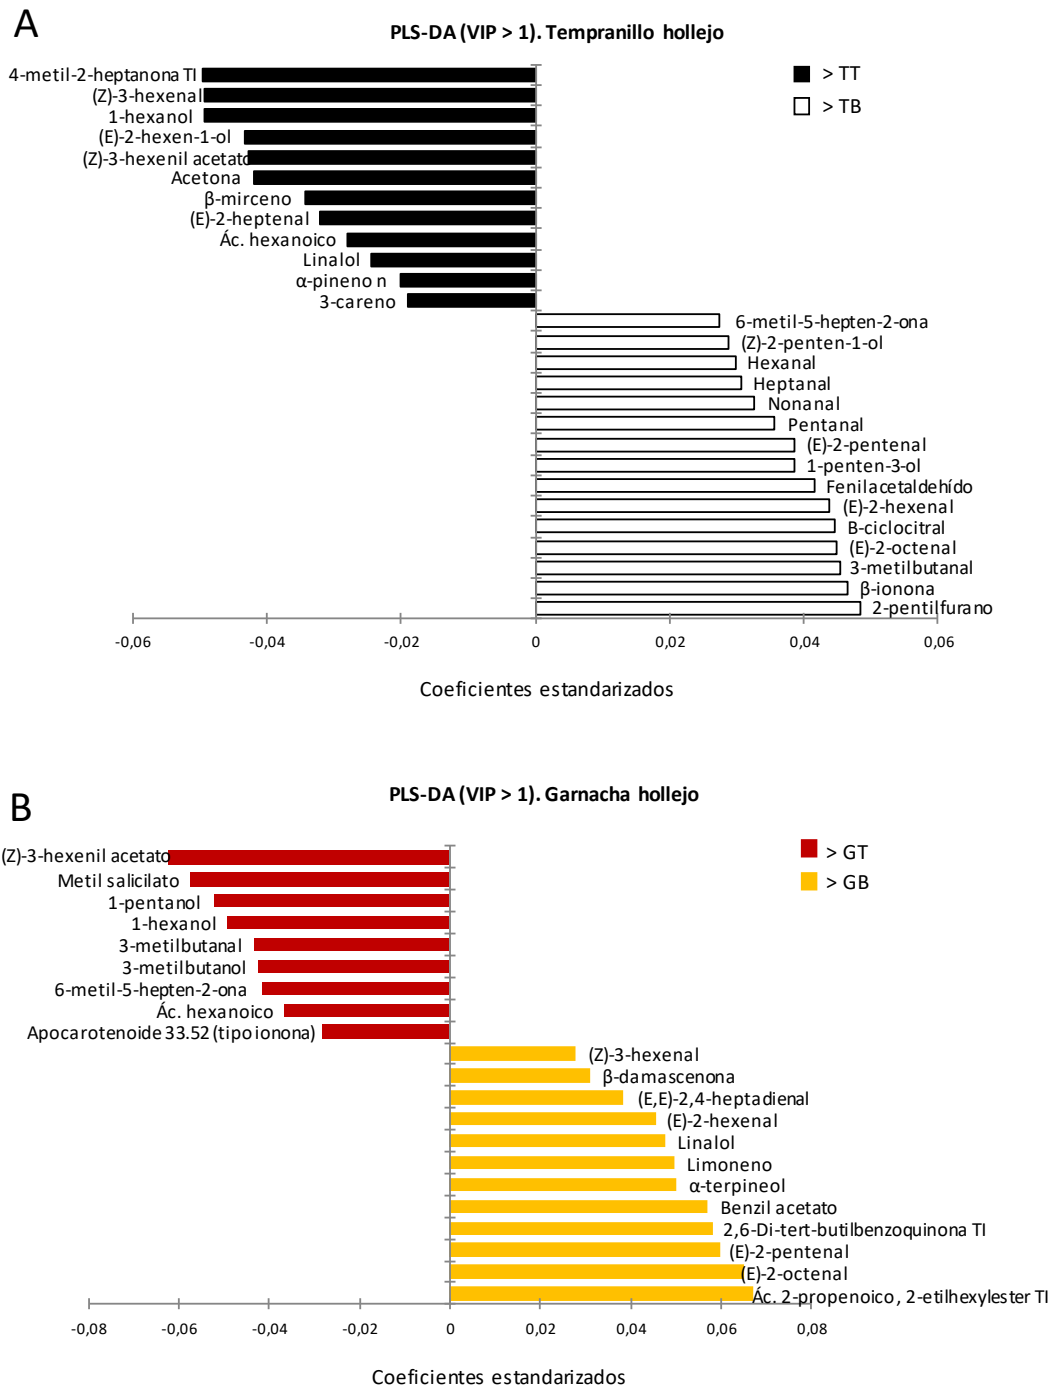 A
PLS-DA (VIP > 1). Tempranillo hollejo
> TT
> TB
4-metil-2-heptanona TI
(Z)-3-hexenal
1-hexanol
(E)-2-hexen-1-ol
(Z)-3-hexenil acetato
Acetona
β-mirceno
(E)-2-heptenal
Ác. hexanoico
Linalol
α-pineno n
3-careno
6-metil-5-hepten-2-ona
(Z)-2-penten-1-ol
Hexanal
Heptanal
Nonanal
Pentanal
(E)-2-pentenal
1-penten-3-ol
Fenilacetaldehído
(E)-2-hexenal
B-ciclocitral
(E)-2-octenal
3-metilbutanal
β-ionona
2-pentilfurano
-0,06 -0,04 -0,02 0 0,02 0,04 0,06
Coeficientes estandarizados
B
PLS-DA (VIP > 1). Garnacha hollejo
> GT
> GB
(Z)-3-hexenil acetato
Metil salicilato
1-pentanol
1-hexanol
3-metilbutanal
3-metilbutanol
6-metil-5-hepten-2-ona
Ác. hexanoico
Apocarotenoide 33.52 (tipo ionona)
(Z)-3-hexenal
β-damascenona
(E,E)-2,4-heptadienal
(E)-2-hexenal
Linalol
Limoneno
α-terpineol
Benzil acetato
2,6-Di-tert-butilbenzoquinona TI
(E)-2-pentenal
(E)-2-octenal
Ác. 2-propenoico, 2-etilhexylester TI
-0,08 -0,06 -0,04 -0,02 0 0,02 0,04 0,06 0,08
Coeficientes estandarizados